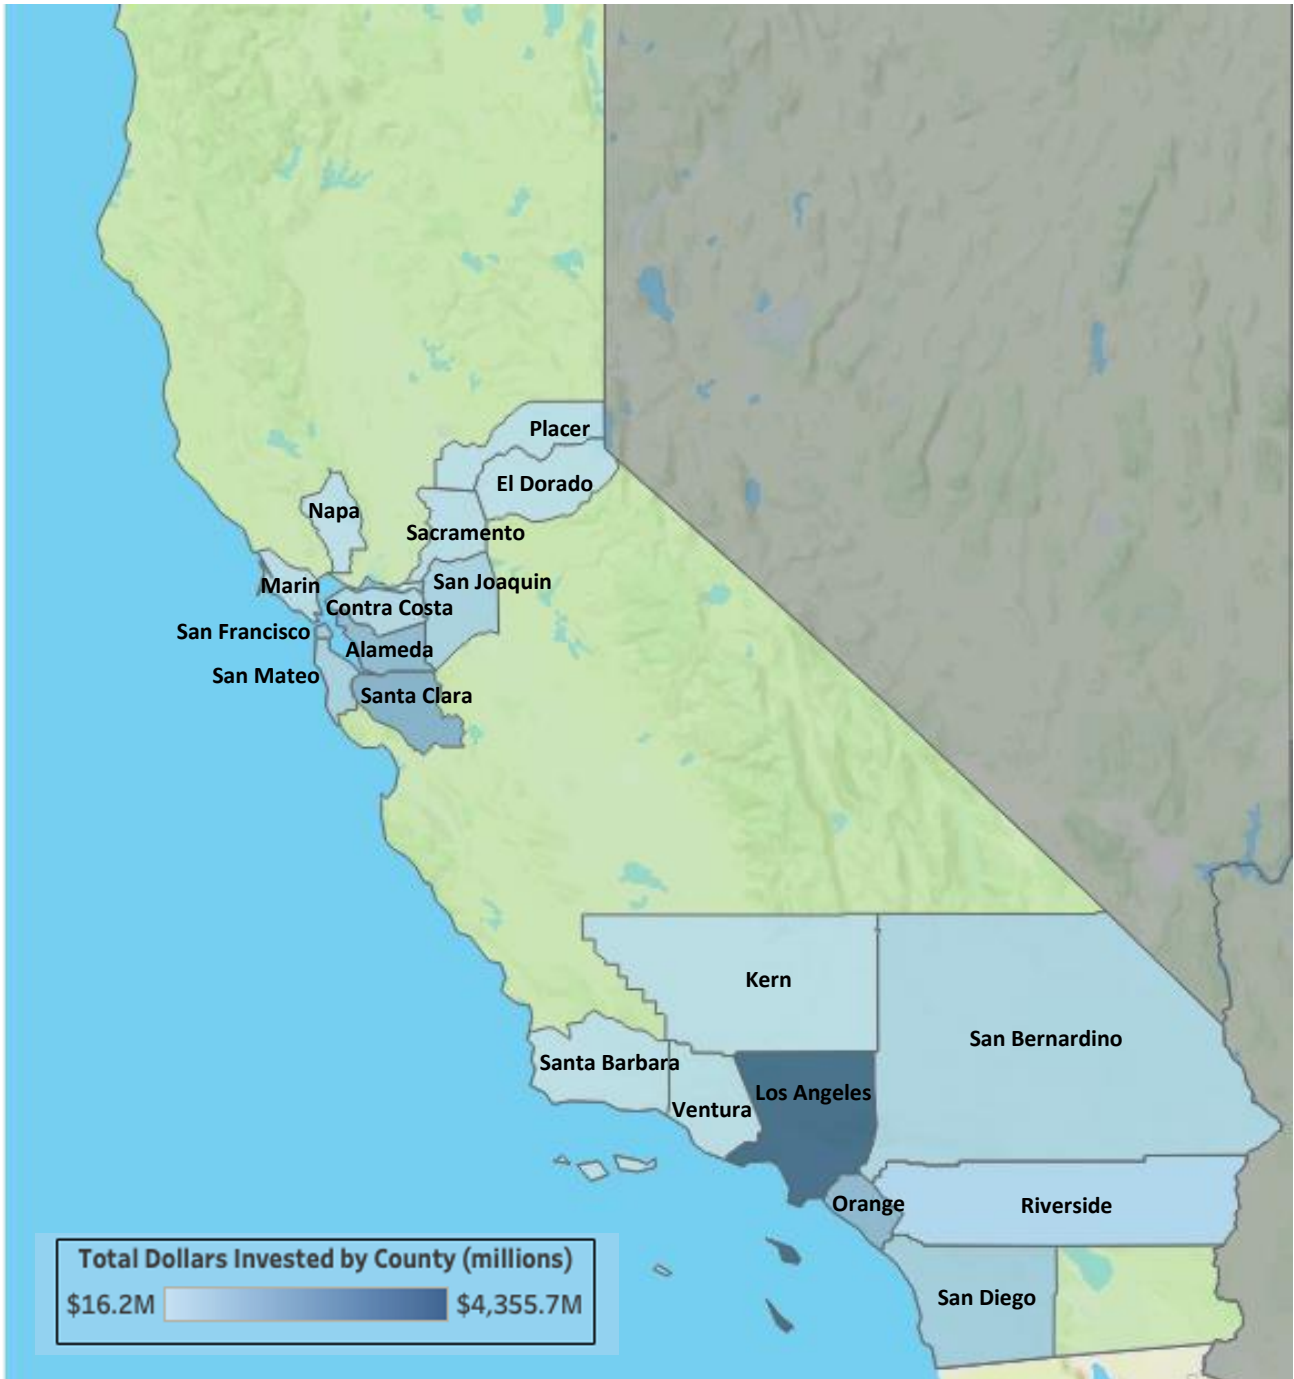 Placer
El Dorado
Napa
Sacramento
San Joaquin
Marin
Contra Costa
San Francisco
Alameda
San Mateo
Santa Clara
Kern
San Bernardino
Santa Barbara
Los Angeles
Ventura
Orange
Riverside
San Diego
Total Dollars Invested by County (millions)
$16.2M $4,355.7M